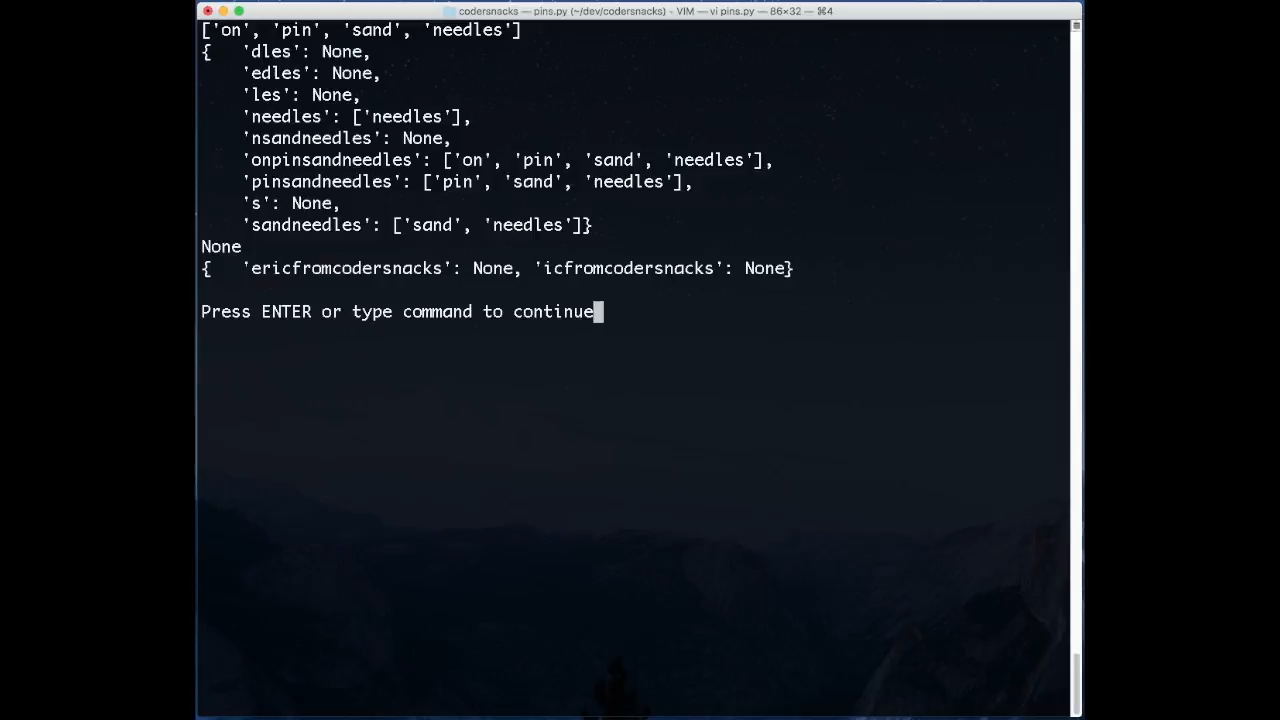 codersnacks — pins.py (~/dev/codersnacks) - VIM — vi pins.py — 86×32 — ⌘4
['on', 'pin', 'sand', 'needles']
{   'dles': None,
    'edles': None,
    'les': None,
    'needles': ['needles'],
    'nsandneedles': None,
    'onpinsandneedles': ['on', 'pin', 'sand', 'needles'],
    'pinsandneedles': ['pin', 'sand', 'needles'],
    's': None,
    'sandneedles': ['sand', 'needles']}
None
{   'ericfromcodersnacks': None, 'icfromcodersnacks': None}
Press ENTER or type command to continue